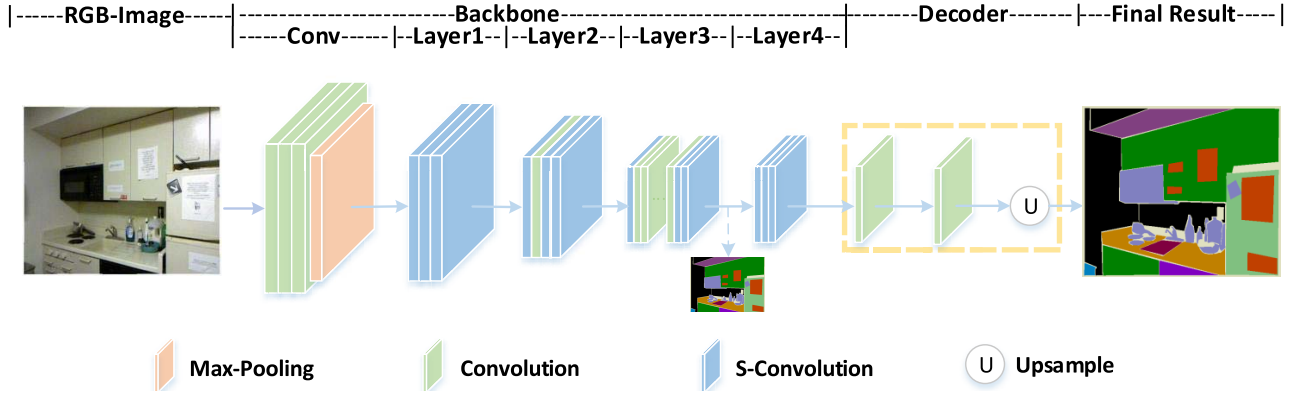 |------RGB-Image------|--------------------------Backbone---------------------------------|--------Decoder--------|---Final Result-----|
|------Conv------|--Layer1---|--Layer2---|--Layer3---|--Layer4---|
U
Max-Pooling Convolution S-Convolution U Upsample